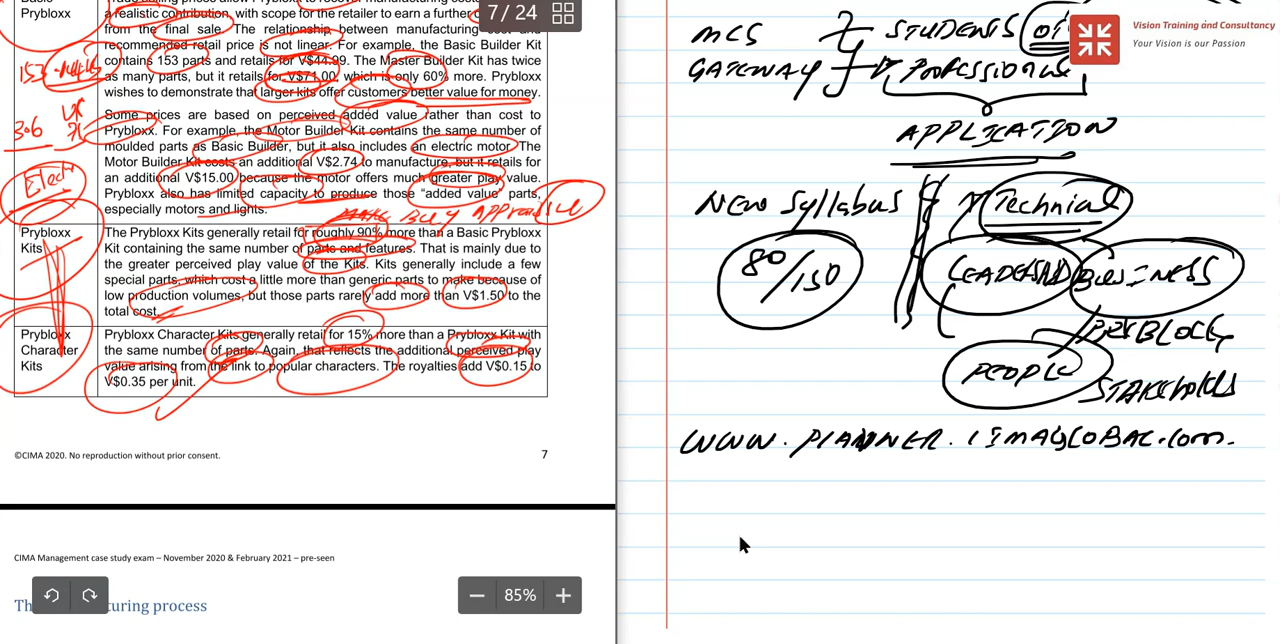 Basic
Prybloxx
a realistic contribution, with scope for the retailer to earn a further
from the final sale. The relationship between manufacturing cost and
recommended retail price is not linear. For example, the Basic Builder Kit
contains 153 parts and retails for V$44.99. The Master Builder Kit has twice
as many parts, but it retails for V$71.00, which is only 60% more. Prybloxx
wishes to demonstrate that larger kits offer customers better value for money.
Some prices are based on perceived added value rather than cost to
Prybloxx. For example, the Motor Builder Kit contains the same number of
moulded parts as Basic Builder, but it also includes an electric motor. The
Motor Builder Kit costs an additional V$2.74 to manufacture, but it retails for
an additional V$15.00 because the motor offers much greater play value.
Prybloxx also has limited capacity to produce those “added value” parts,
especially motors and lights.
153
306
Elect
Buy
Prybloxx
Kits
The Prybloxx Kits generally retail for roughly 90% more than a Basic Prybloxx
Kit containing the same number of parts and features. That is mainly due to
the greater perceived play value of the Kits. Kits generally include a few
special parts, which cost a little more than generic parts to make because of
low production volumes, but those parts rarely add more than V$1.50 to the
total cost.
Prybloxx
Character
Kits
Prybloxx Character Kits generally retail for 15% more than a Prybloxx Kit with
the same number of parts. Again, that reflects the additional perceived play
value arising from the link to popular characters. The royalties add V$0.15 to
V$0.35 per unit.
©CIMA 2020. No reproduction without prior consent.
7
CIMA Management case study exam – November 2020 & February 2021 – pre-seen
Th
turing process
7 / 24
85%
MCS
GATEWAY
STUDENTS
PROFESSIONALS
APPLICATION
New Syllabus
Technical
80/150
LEADERSHIP
BUSINESS
PEOPLE
STAKEHOLDERS
Vision Training and Consultancy
Your Vision is our Passion